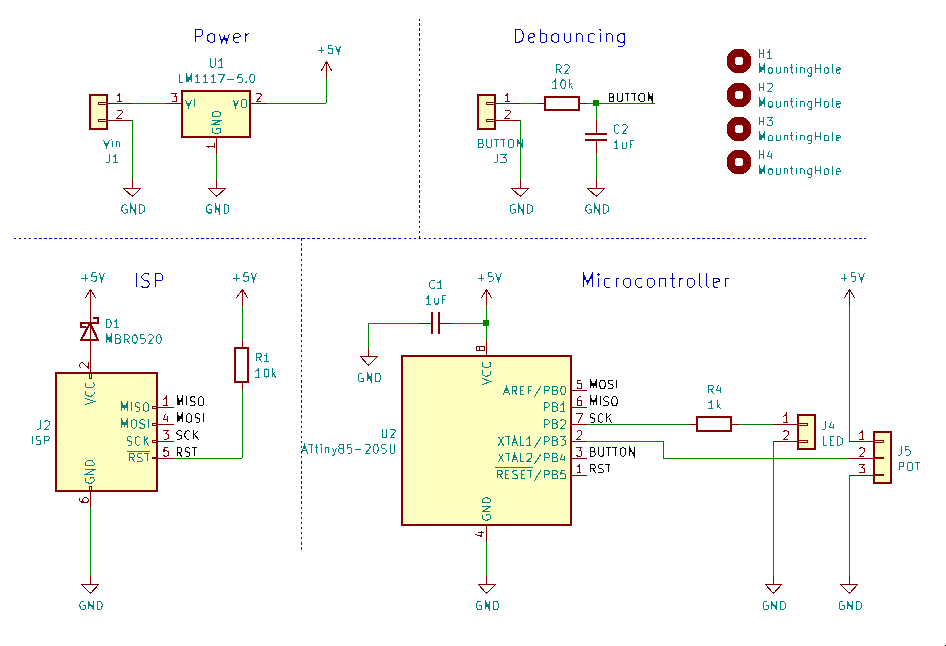 Power
+5V
U1
LM1117-5.0
1
2
3
VI
VO
2
GND
1
Vin
J1
GND
GND
Debouncing
R2
10k
1
2
BUTTON
BUTTON
J3
C2
1uF
GND
GND
H1
MountingHole
H2
MountingHole
H3
MountingHole
H4
MountingHole
ISP
+5V
+5V
D1
MBR0520
2
VCC
R1
10k
J2
ISP
MISO
1
MISO
MOSI
4
MOSI
SCK
3
SCK
RST
5
RST
GND
6
GND
Microcontroller
+5V
+5V
C1
1uF
GND
8
VCC
U2
ATtiny85-20SU
AREF/PB0
5
MOSI
PB1
6
MISO
PB2
7
SCK
XTAL1/PB3
2
XTAL2/PB4
3
BUTTON
RESET/PB5
1
RST
GND
4
GND
R4
1k
1
2
J4
LED
1
2
3
J5
POT
GND
GND